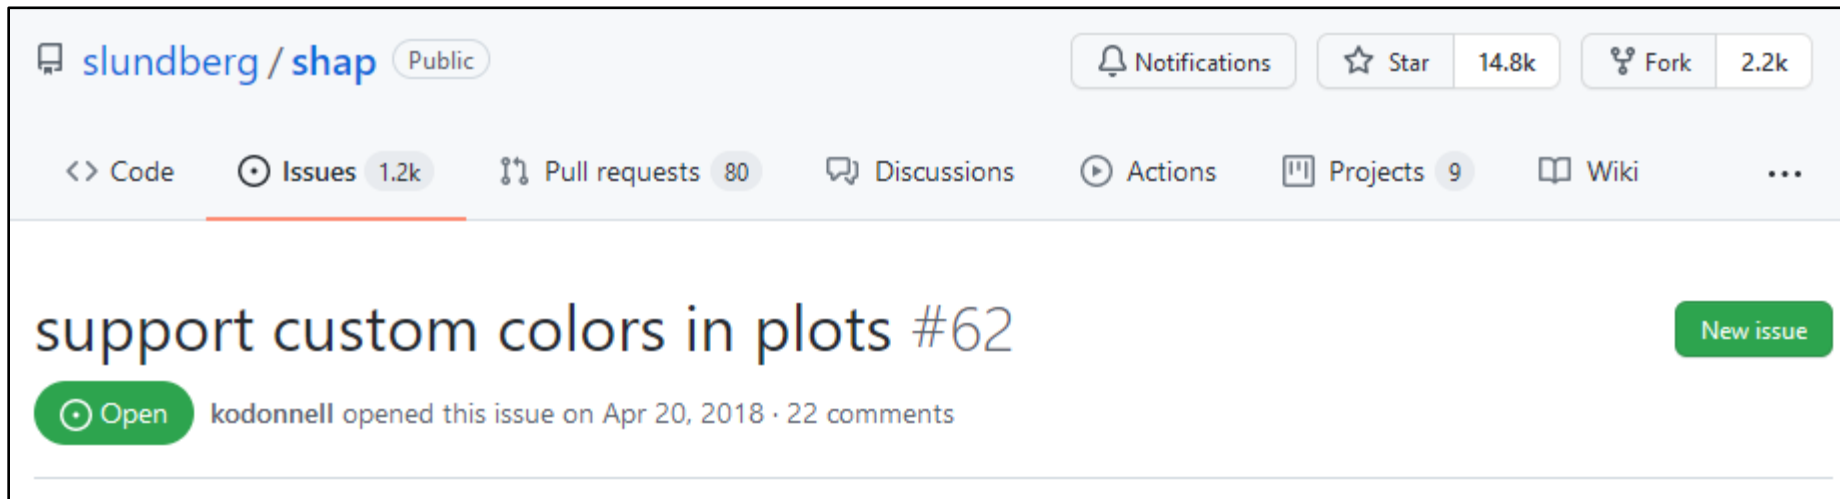 slundberg / shap Public Notifications Star 14.8k Fork 2.2k
<> Code Issues 1.2k Pull requests 80 Discussions Actions Projects 9 Wiki ...
support custom colors in plots #62 New issue
Open kodonnell opened this issue on Apr 20, 2018 · 22 comments